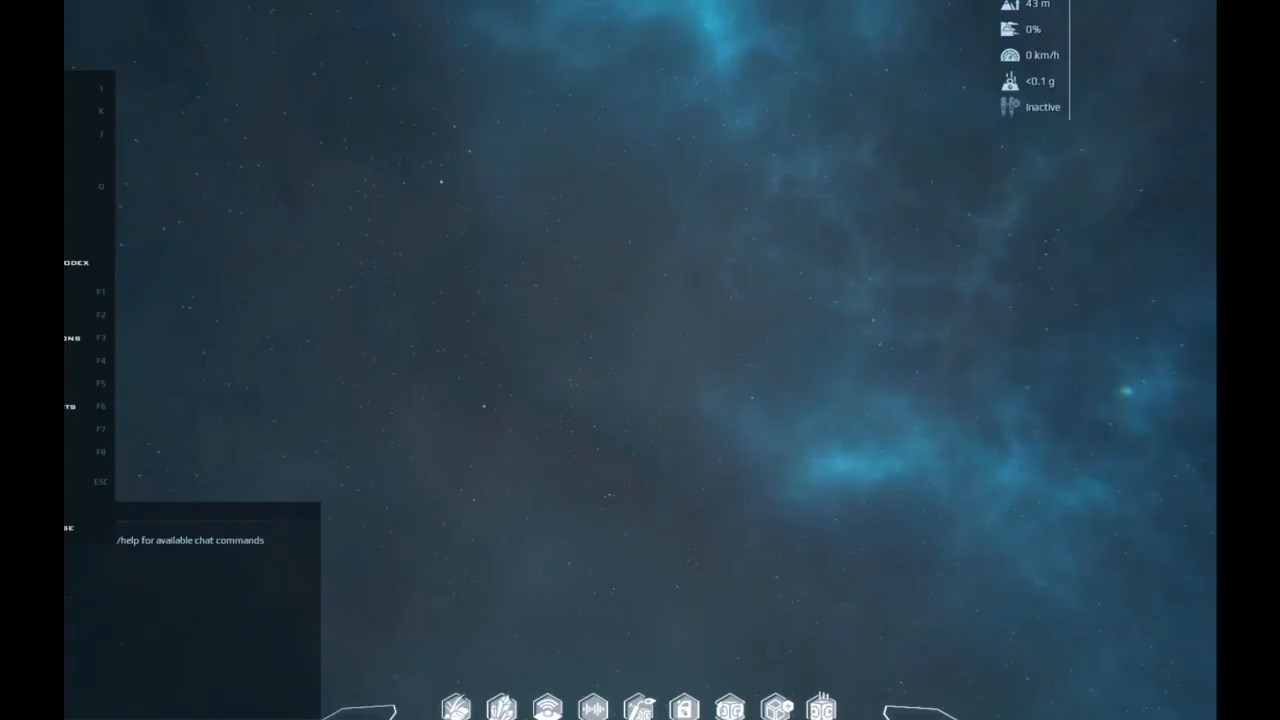 43 m
0%
0 km/h
<0.1 g
Inactive
I
K
J
O
ODEX
F1
F2
ONS F3
F4
F5
TS F6
F7
F8
ESC
SE
/help for available chat commands